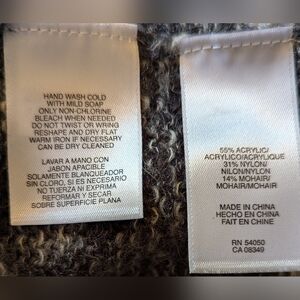 HAND WASH COLD
WITH MILD SOAP
ONLY NON-CHLORINE
BLEACH WHEN NEEDED
DO NOT TWIST OR WRING
RESHAPE AND DRY FLAT
WARM IRON IF NECESSARY
CAN BE DRY CLEANED
LAVAR A MANO CON
JABON APACIBLE
SOLAMENTE BLANQUEADOR
SIN CLORO, SI ES NECESARIO
NO TUERZA NI EXPRIMA
REFORMAR Y SECAR
SOBRE SUPERFICIE PLANA
55% ACRYLIC/
ACRYLICO/ACRYLIQUE
31% NYLON/
NILON/NYLON
14% MOHAIR/
MOHAIR/MOHAIR
MADE IN CHINA
HECHO EN CHINA
FAIT EN CHINE
RN 54050
CA 08349